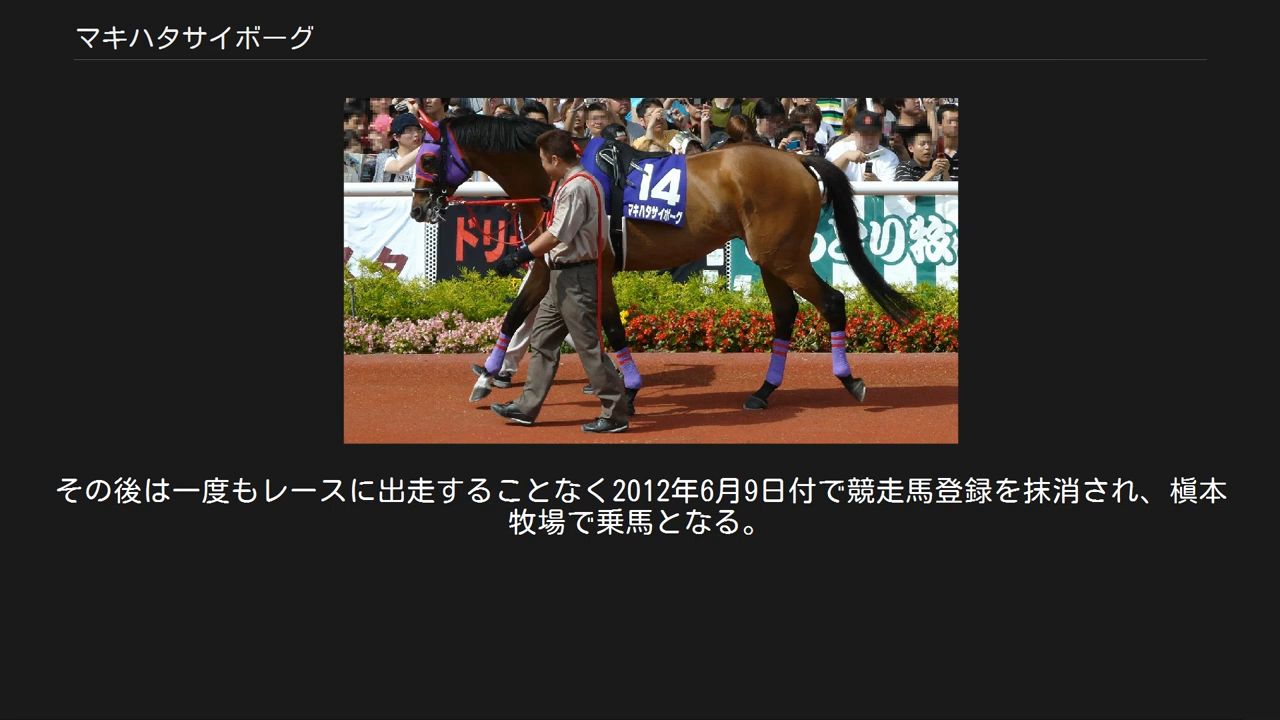 マキハタサイボーグ
14
マキハタサイボーグ
ドリ
とり牧
その後は一度もレースに出走することなく2012年6月9日付で競走馬登録を抹消され、槇本
牧場で乗馬となる。